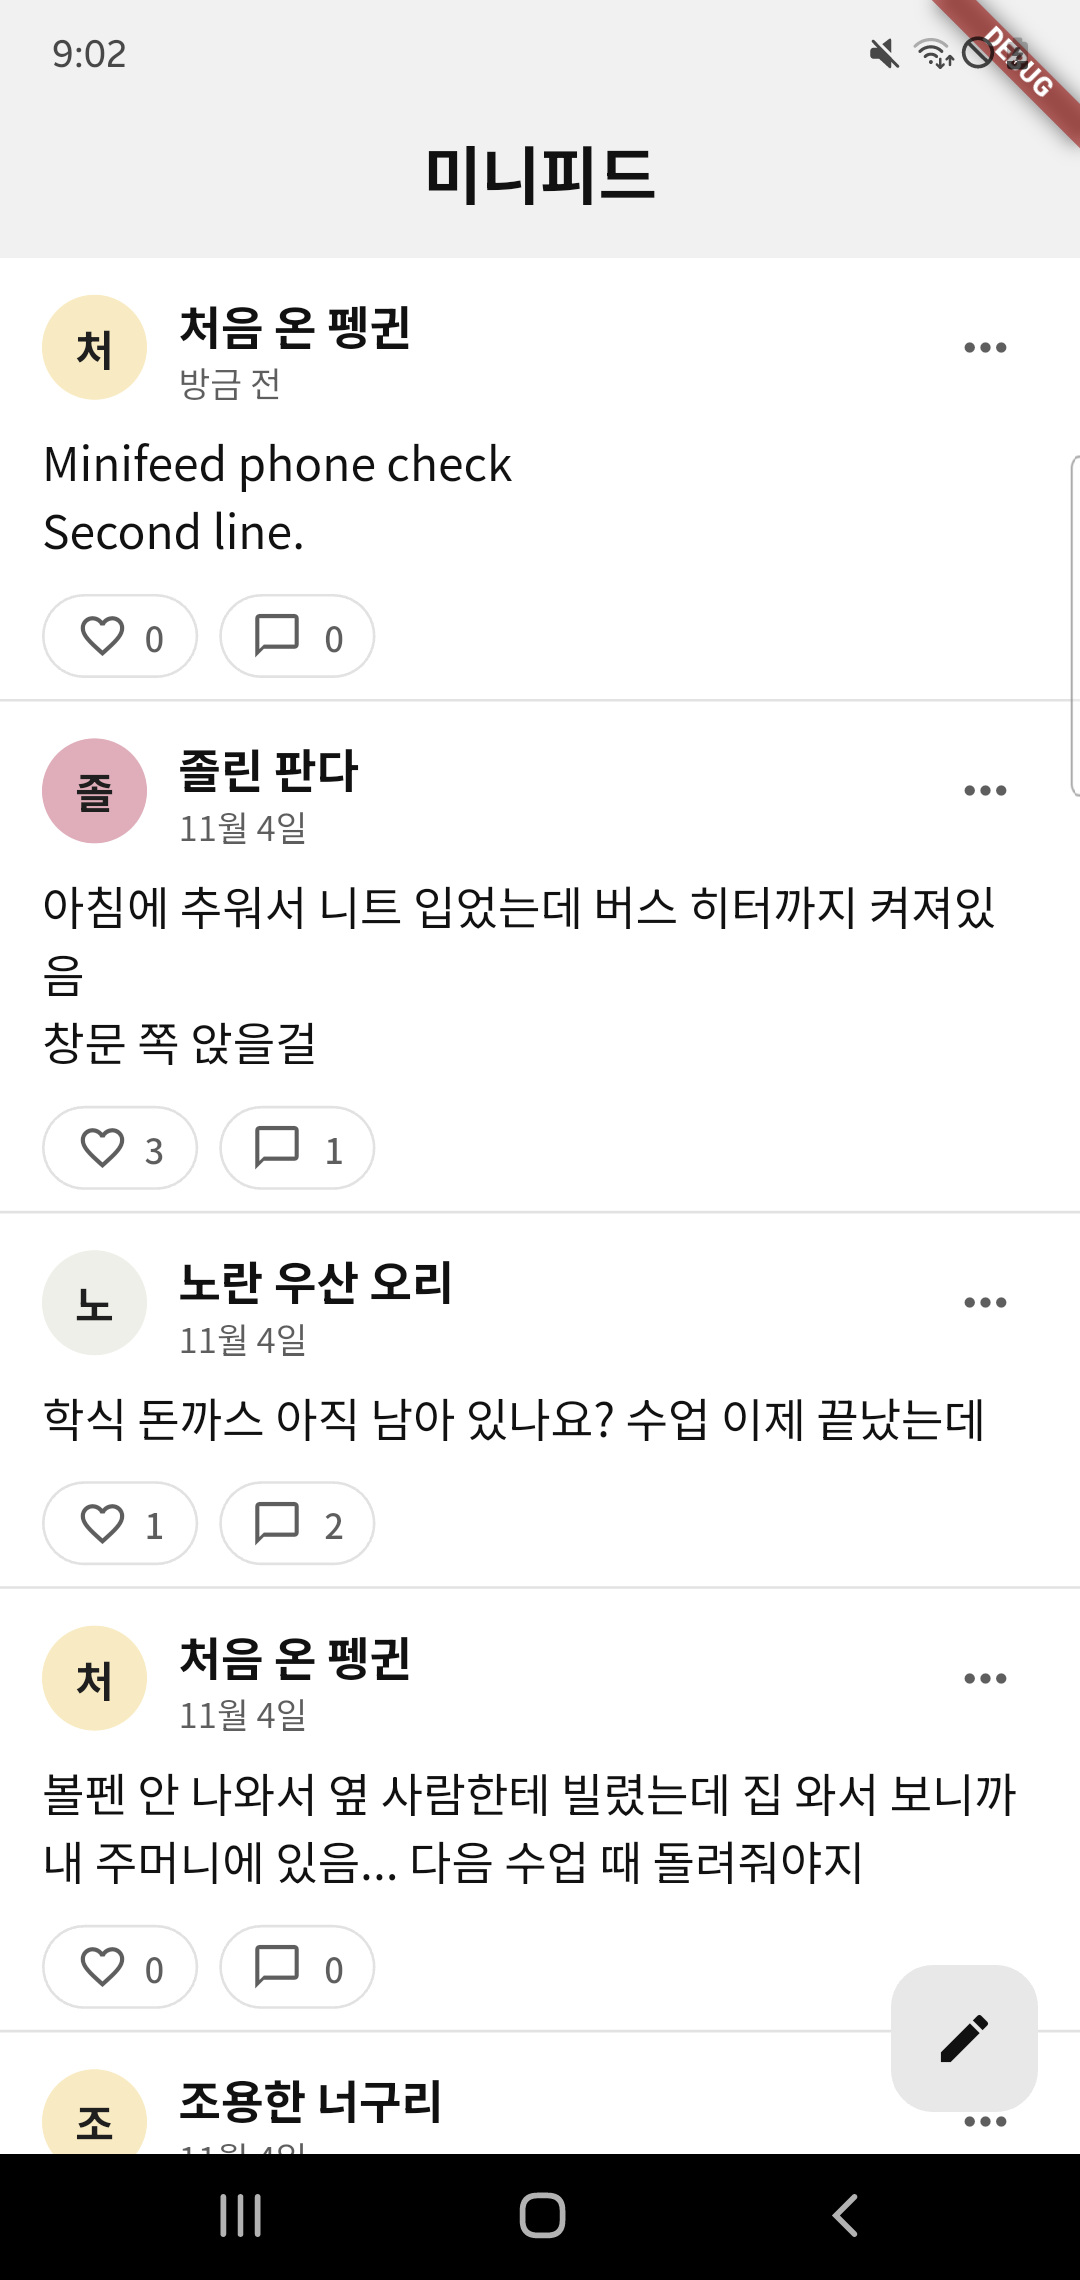 9:02
DEBUG
미니피드
처
처음 온 펭귄
방금 전
Minifeed phone check
Second line.
0
0
졸
졸린 판다
11월 4일
아침에 추워서 니트 입었는데 버스 히터까지 켜져있
음
창문 쪽 앉을걸
3
1
노
노란 우산 오리
11월 4일
학식 돈까스 아직 남아 있나요? 수업 이제 끝났는데
1
2
처
처음 온 펭귄
11월 4일
볼펜 안 나와서 옆 사람한테 빌렸는데 집 와서 보니까
내 주머니에 있음... 다음 수업 때 돌려줘야지
0
0
조
조용한 너구리
11월 4일